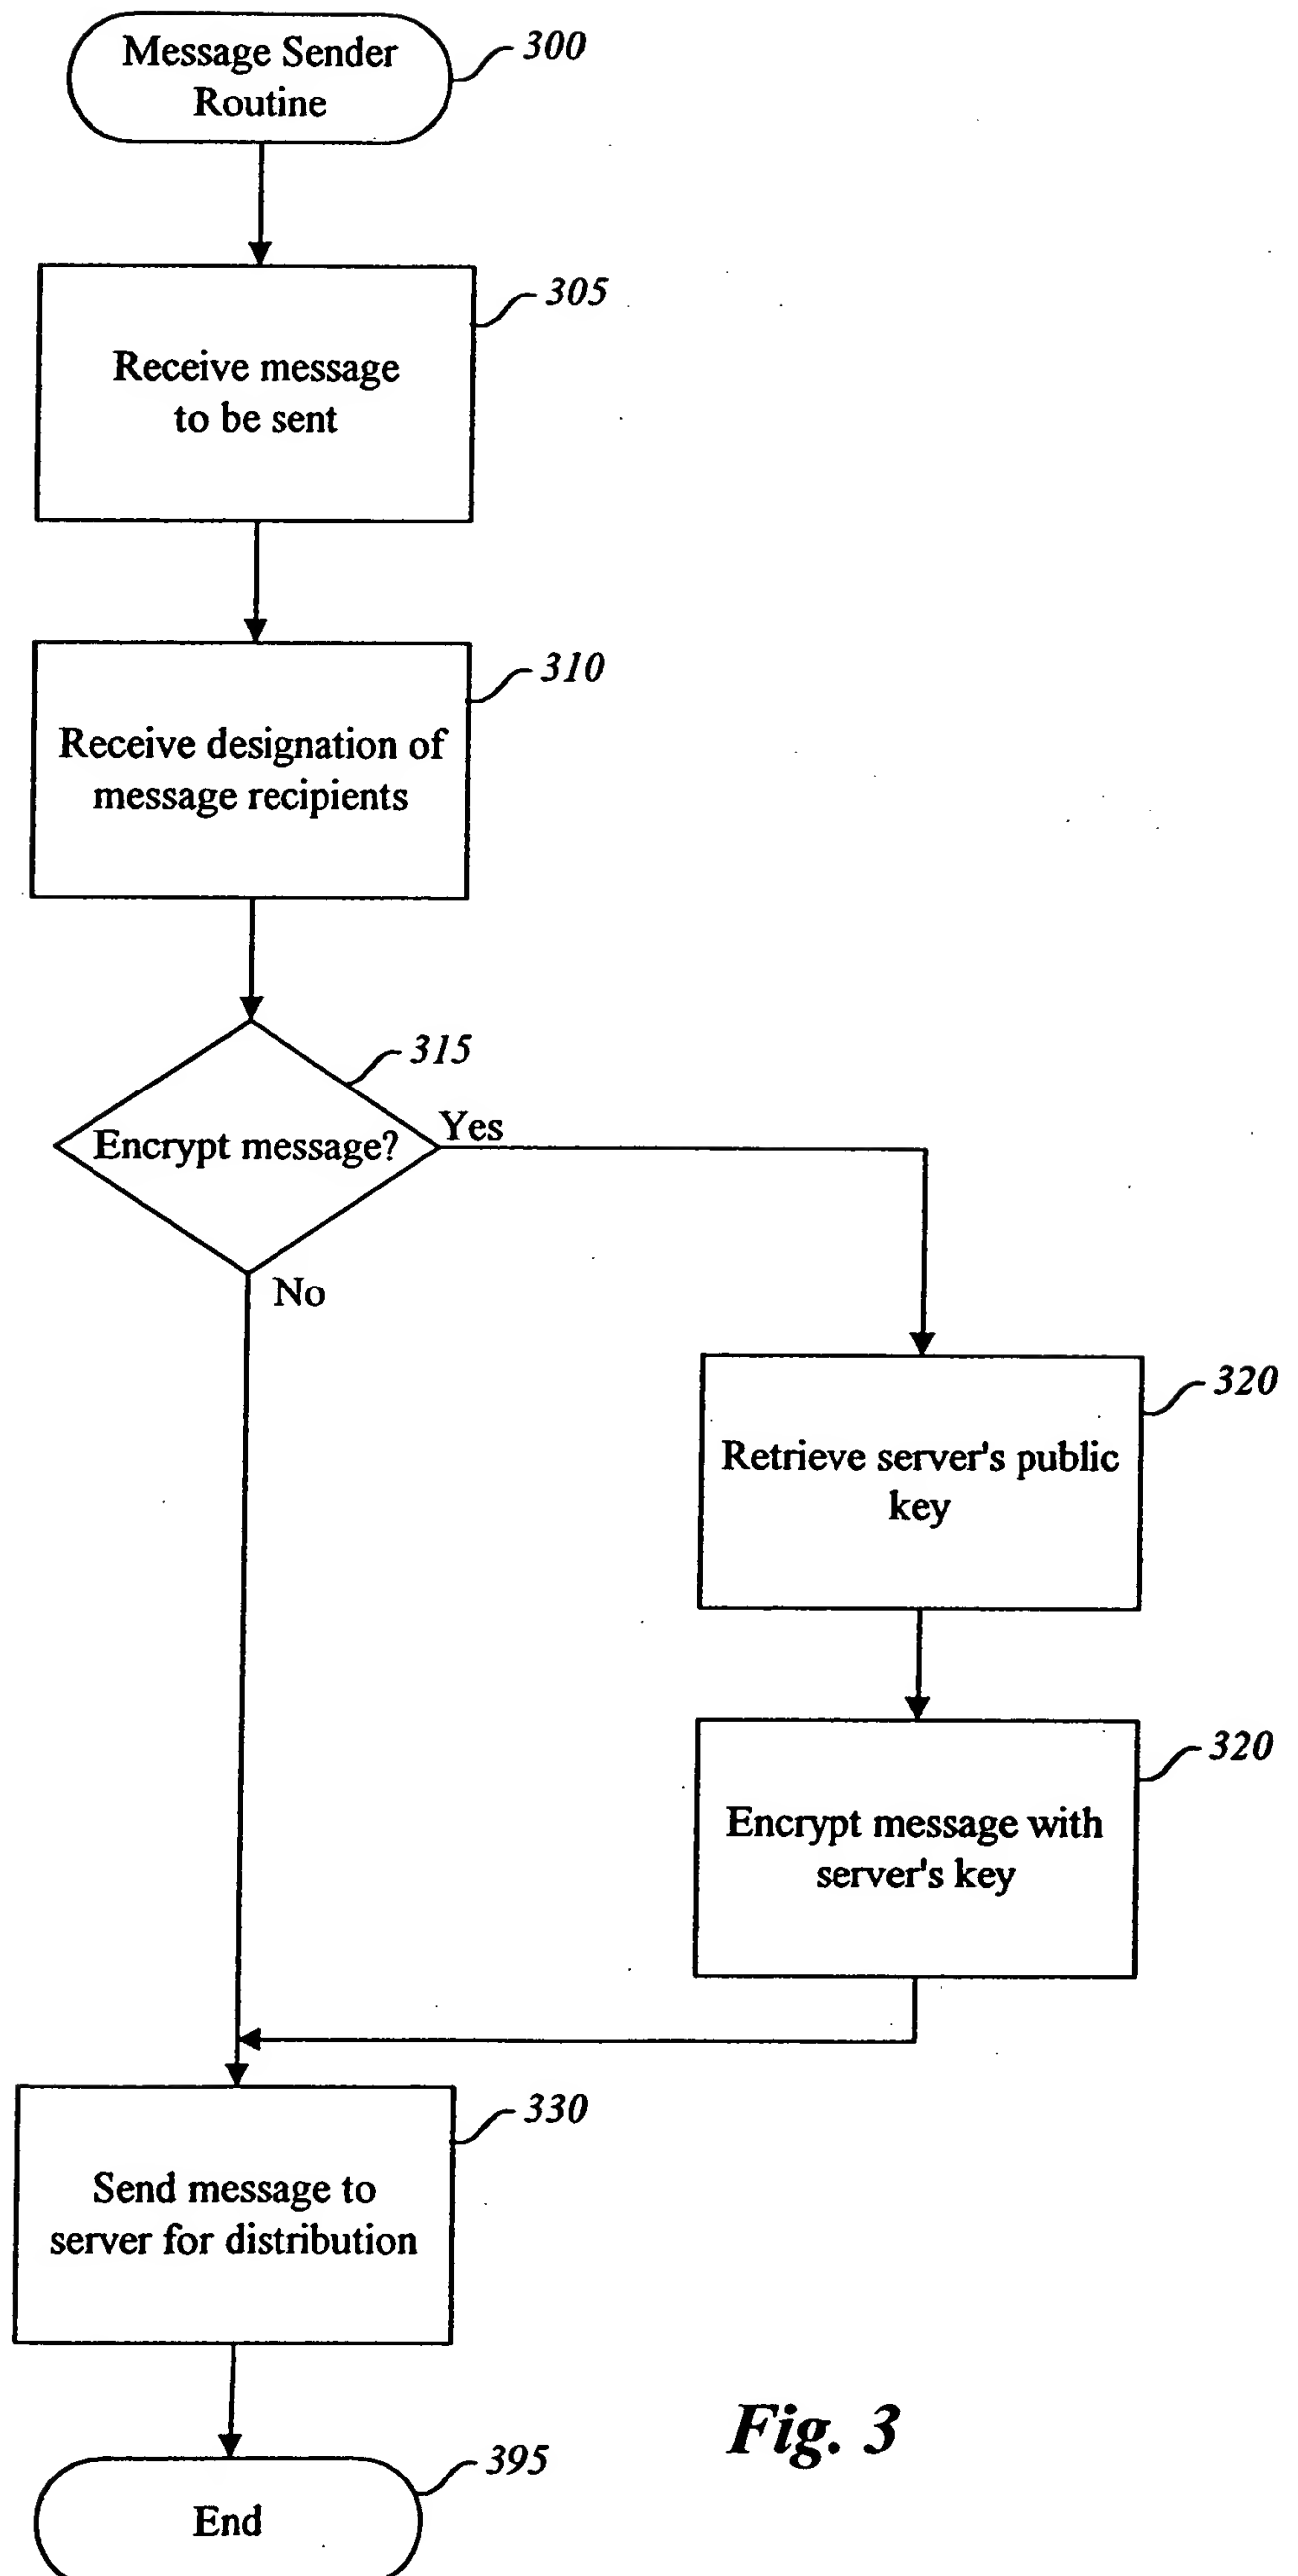 Message Sender
Routine
300
305
Receive message
to be sent
310
Receive designation of
message recipients
315
Encrypt message?
Yes
No
320
Retrieve server's public
key
320
Encrypt message with
server's key
330
Send message to
server for distribution
Fig. 3
395
End